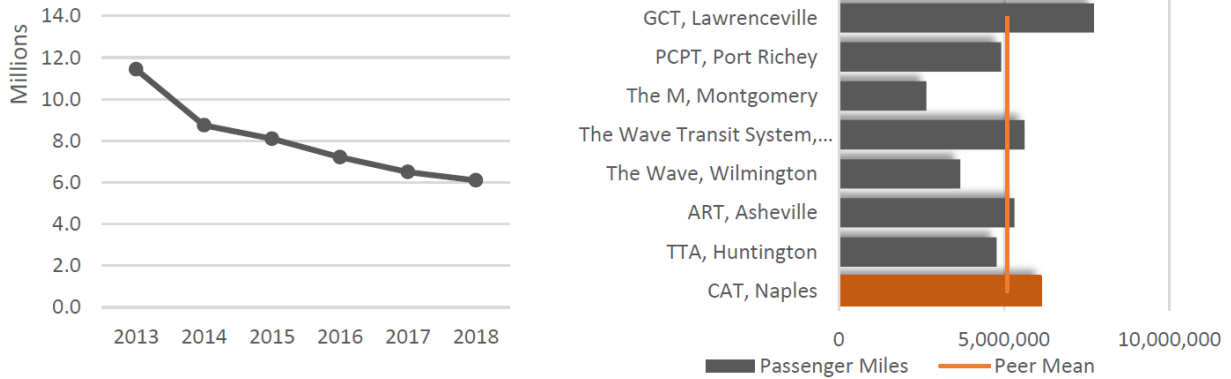 Millions
14.0
12.0
10.0
8.0
6.0
4.0
2.0
0.0
2013 2014 2015 2016 2017 2018
GCT, Lawrenceville
PCPT, Port Richey
The M, Montgomery
The Wave Transit System,...
The Wave, Wilmington
ART, Asheville
TTA, Huntington
CAT, Naples
0 5,000,000 10,000,000
Passenger Miles Peer Mean